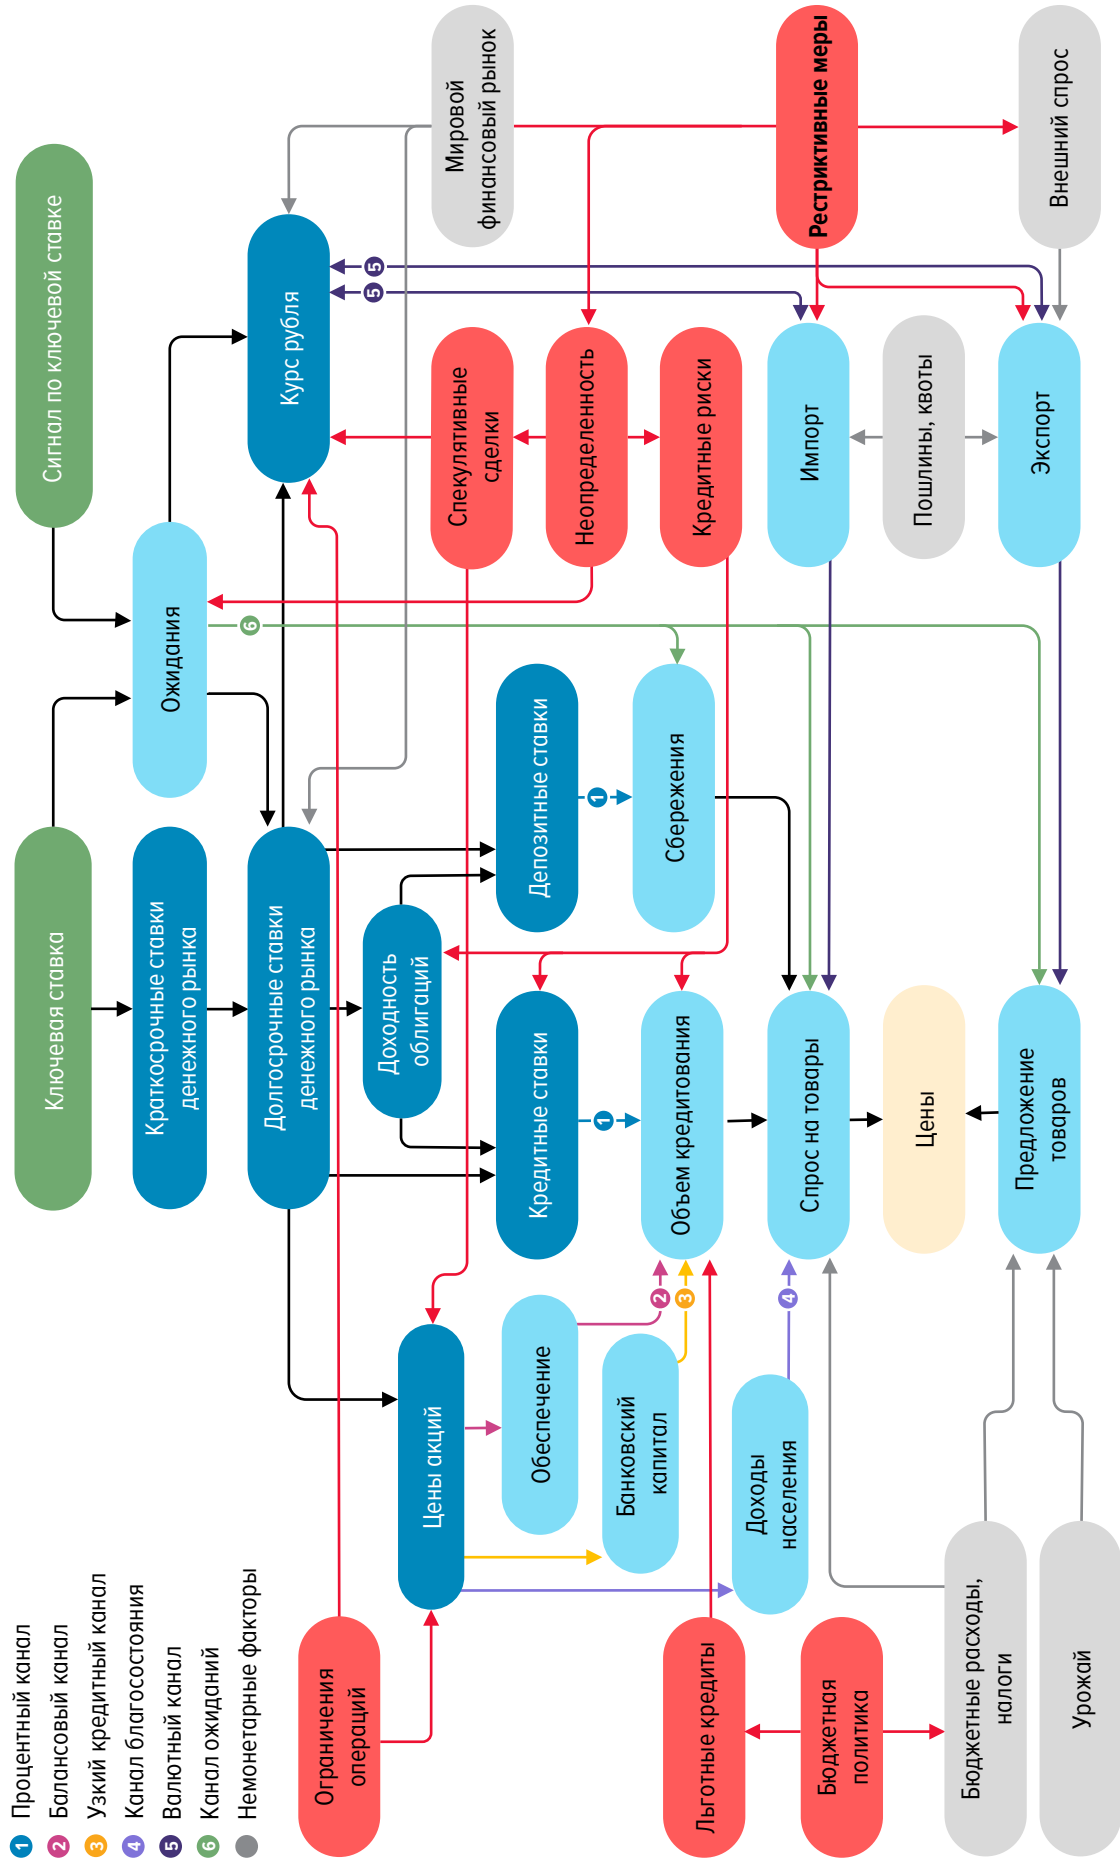 1 Процентный канал
2 Балансовый канал
3 Узкий кредитный канал
4 Канал благосостояния
5 Валютный канал
6 Канал ожиданий
Немонетарные факторы
Ключевая ставка
Сигнал по ключевой ставке
Краткосрочные ставки
денежного рынка
Ожидания
Долгосрочные ставки
денежного рынка
Курс рубля
6
5
5
Ограничения
операций
Цены акций
Доходность
облигаций
Мировой
финансовый рынок
Спекулятивные
сделки
Обеспечение
Кредитные ставки
Депозитные ставки
Неопределенность
1
1
Банковский
капитал
2
3
Объем кредитования
Сбережения
Кредитные риски
Льготные кредиты
Доходы
населения
4
Спрос на товары
Импорт
Рестриктивные меры
Бюджетная
политика
Цены
Пошлины, квоты
Бюджетные расходы,
налоги
Предложение
товаров
Экспорт
Внешний спрос
Урожай